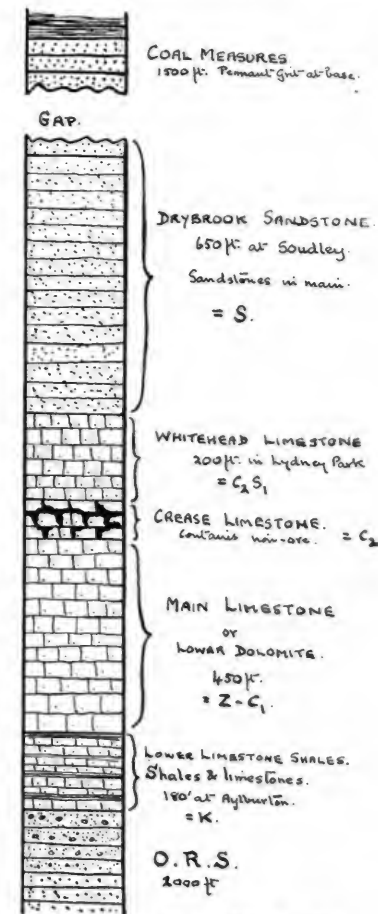 COAL MEASURES
1500 ft. Pennant Grit at base.
GAP.
DRYBROOK SANDSTONE.
650 ft. at Soudley.
Sandstones in main.
= S.
WHITEHEAD LIMESTONE
200 ft. in Lydney Park
= C₂ S₁
CREASE LIMESTONE.
Contains iron-ore. = C₂
MAIN LIMESTONE
or
LOWER DOLOMITE.
450 ft.
= Z - C₁
LOWER LIMESTONE SHALES.
Shales & limestones.
180' at Aylburton.
= K.
O.R.S.
2000 ft